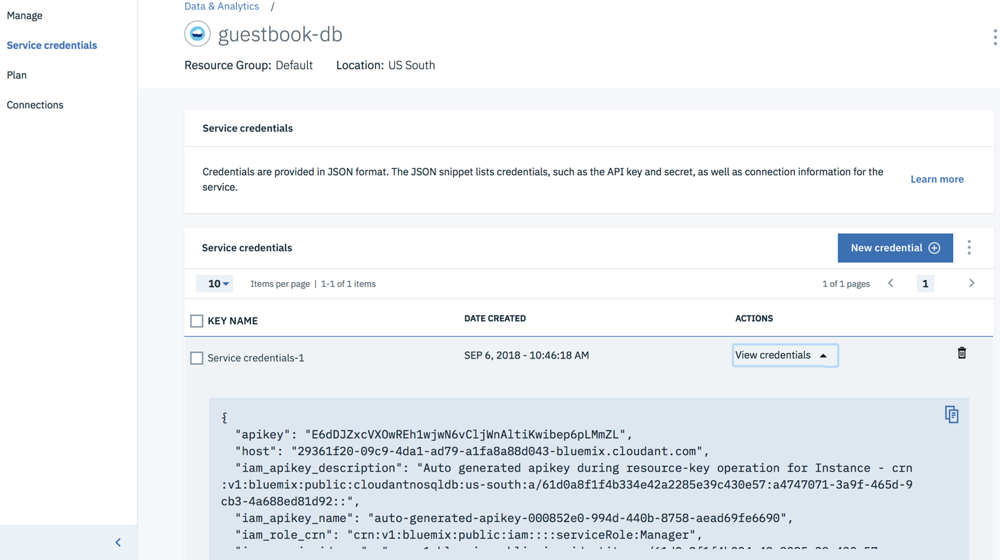 Manage
Service credentials
Plan
Connections
Data & Analytics /
guestbook-db
Resource Group: Default Location: US South
Service credentials
Credentials are provided in JSON format. The JSON snippet lists credentials, such as the API key and secret, as well as connection information for the
service.
Learn more
Service credentials
New credential
10 Items per page | 1-1 of 1 items
1 of 1 pages 1
KEY NAME DATE CREATED ACTIONS
Service credentials-1 SEP 6, 2018 - 10:46:18 AM View credentials
{
"apikey": "E6dDJZxcVXOwREh1wjwN6vCljWnAltiKwibep6pLMmZL",
"host": "29361f20-09c9-4da1-ad79-a1fa8a88d043-bluemix.cloudant.com",
"iam_apikey_description": "Auto generated apikey during resource-key operation for Instance - crn
:v1:bluemix:public:cloudantnosqldb:us-south:a/61d0a8f1f4b334e42a2285e39c430e57:a4747071-3a9f-465d-9
cb3-4a688ed81d92::",
"iam_apikey_name": "auto-generated-apikey-000852e0-994d-440b-8758-aead69fe6690",
"iam_role_crn": "crn:v1:bluemix:public:iam::::serviceRole:Manager",